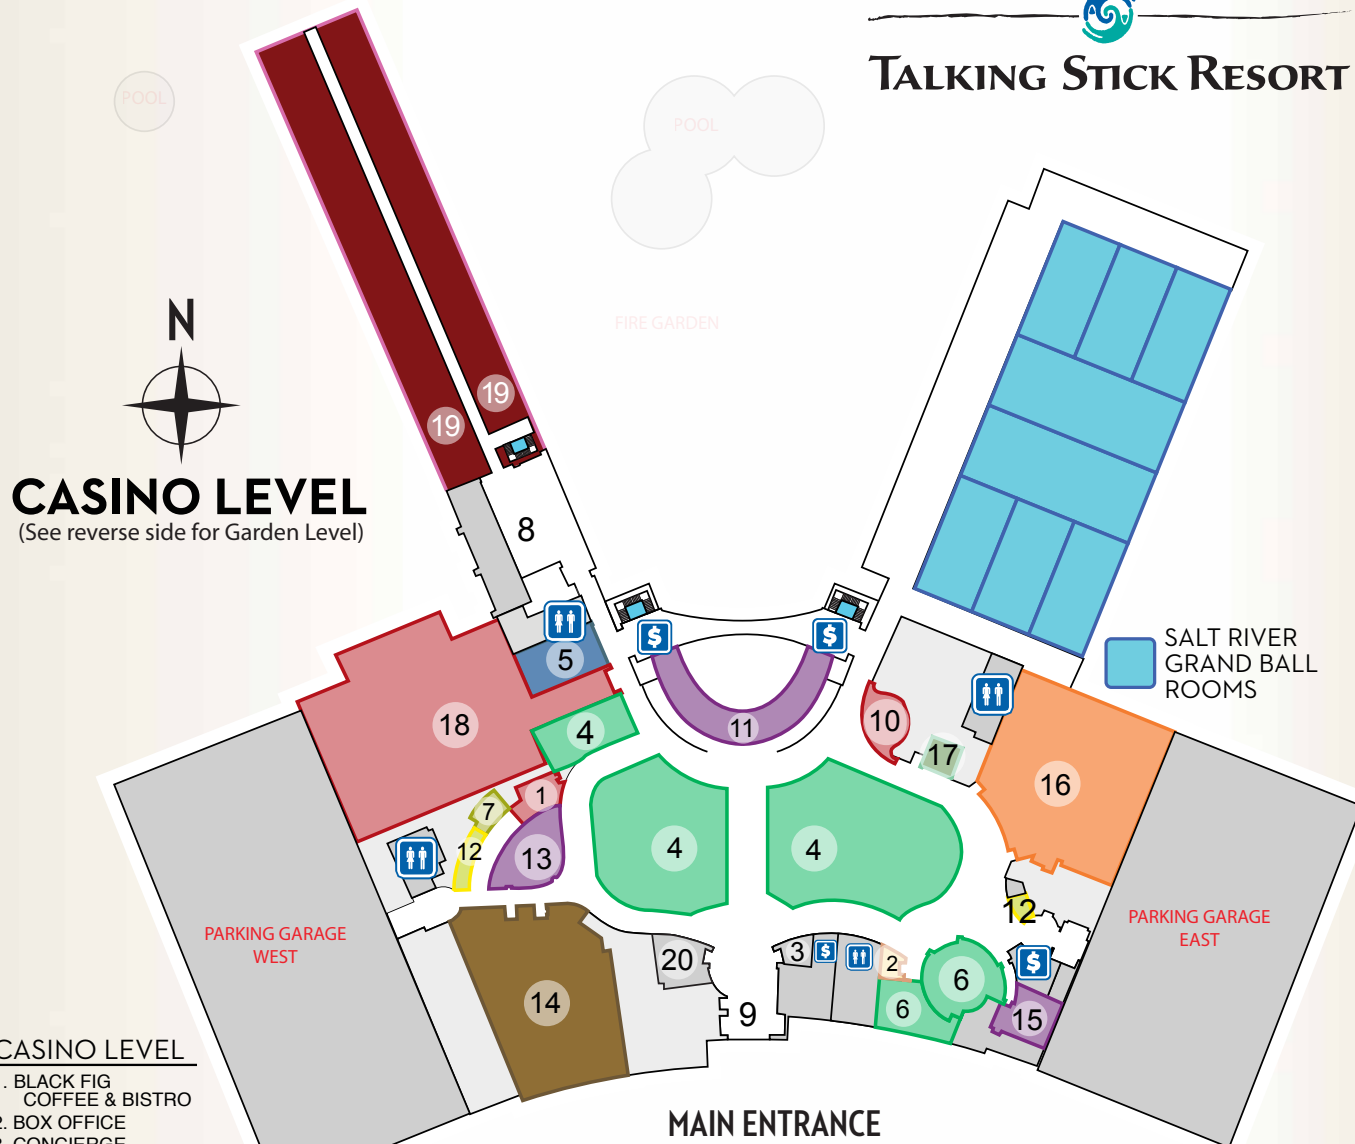 TALKING STICK RESORT
POOL
POOL
FIRE GARDEN
N
CASINO LEVEL
(See reverse side for Garden Level)
19
19
8
5
$
$
SALT RIVER
GRAND BALL
ROOMS
18
4
11
10
17
16
1
7
12
13
4
4
12
PARKING GARAGE
WEST
PARKING GARAGE
EAST
14
20
3
$
2
6
6
$
15
9
CASINO LEVEL
. BLACK FIG
COFFEE & BISTRO
2. BOX OFFICE
MAIN ENTRANCE
CONCIERGE